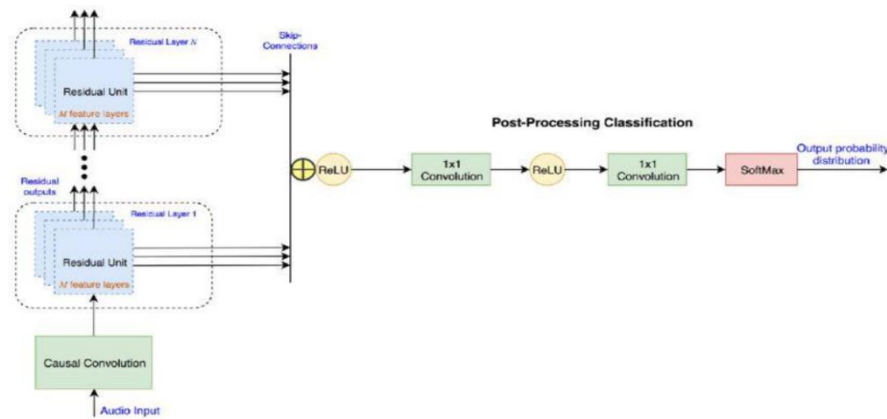 Residual Layer N
Residual Unit
M feature layers
Skip-
Connections
Residual
outputs
Residual Layer 1
Residual Unit
M feature layers
Causal Convolution
Audio Input
Post-Processing Classification
ReLU
1x1
Convolution
ReLU
1x1
Convolution
SoftMax
Output probability
distribution